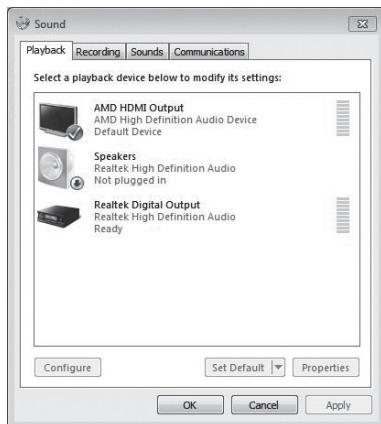 Sound
Playback Recording Sounds Communications
Select a playback device below to modify its settings:
AMD HDMI Output
AMD High Definition Audio Device
Default Device
Speakers
Realtek High Definition Audio
Not plugged in
Realtek Digital Output
Realtek High Definition Audio
Ready
Configure Set Default Properties
OK Cancel Apply